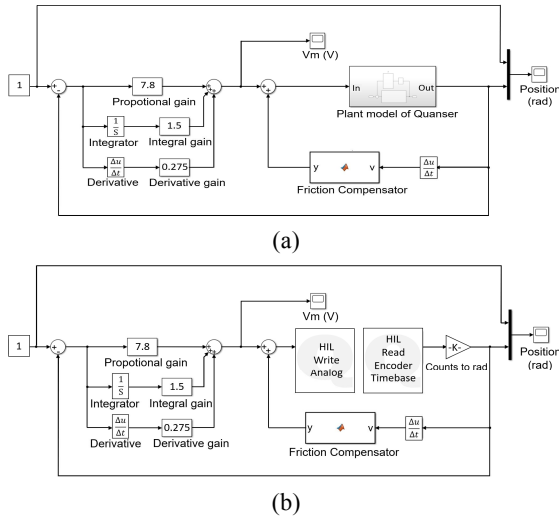 Vm (V)
1
7.8
Propotional gain
1
S
1.5
Integrator
Integral gain
Δu
Δt
0.275
Derivative
Derivative gain
In
Out
Plant model of Quanser
Position
(rad)
y
v
Δu
Δt
Friction Compensator
(a)
Vm (V)
1
7.8
Propotional gain
1
S
1.5
Integrator
Integral gain
Δu
Δt
0.275
Derivative
Derivative gain
HIL
Write
Analog
HIL
Read
Encoder
Timebase
-K-
Counts to rad
Position
(rad)
y
v
Δu
Δt
Friction Compensator
(b)